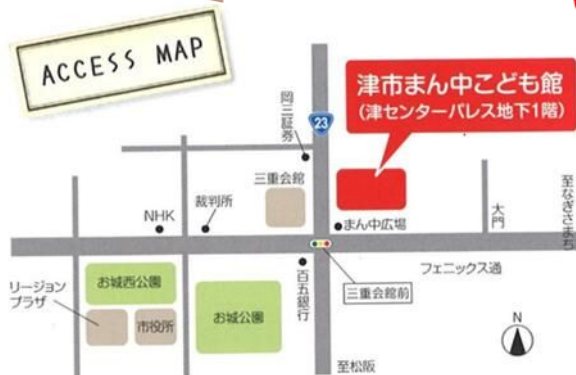 ACCESS MAP
津市まん中こども館
(津センターパレス地下1階)
岡三証券
23
三重会館
裁判所
NHK
まん中広場
大門
至なぎさまち
リージョン
プラザ
お城西公園
市役所
お城公園
百五銀行
三重会館前
フェニックス通
至松阪
N